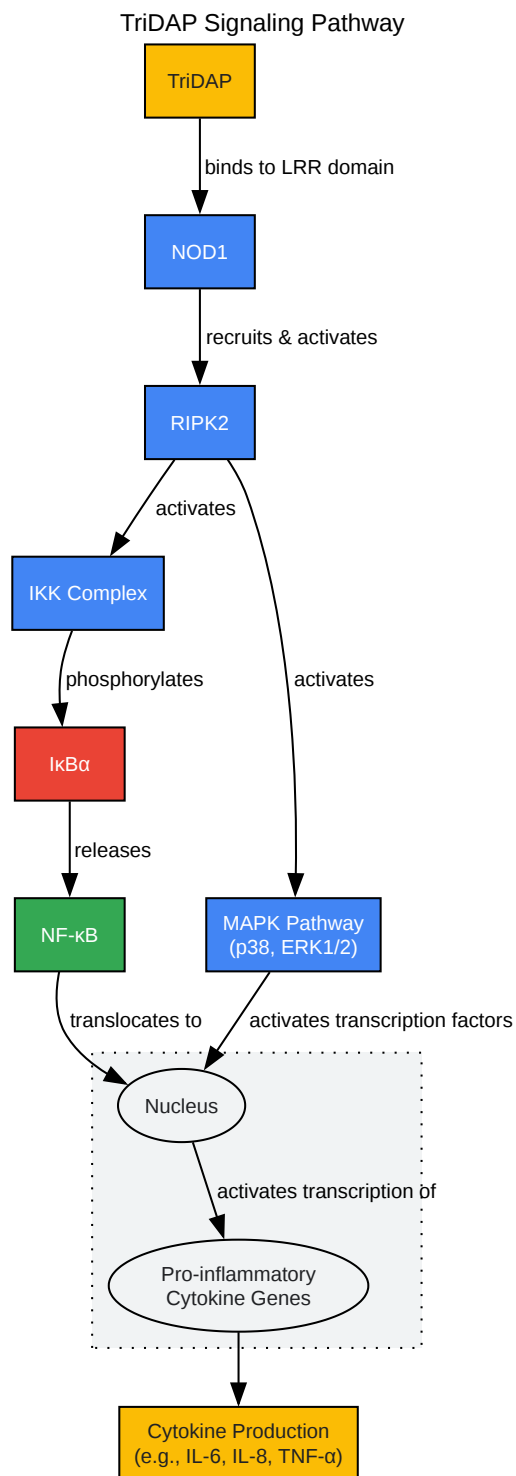 TriDAP Signaling Pathway
TriDAP
binds to LRR domain
NOD1
recruits & activates
RIPK2
activates
IKK Complex
phosphorylates
activates
IκBα
releases
NF-κB
MAPK Pathway
(p38, ERK1/2)
translocates to
activates transcription factors
Nucleus
activates transcription of
Pro-inflammatory
Cytokine Genes
Cytokine Production
(e.g., IL-6, IL-8, TNF-α)